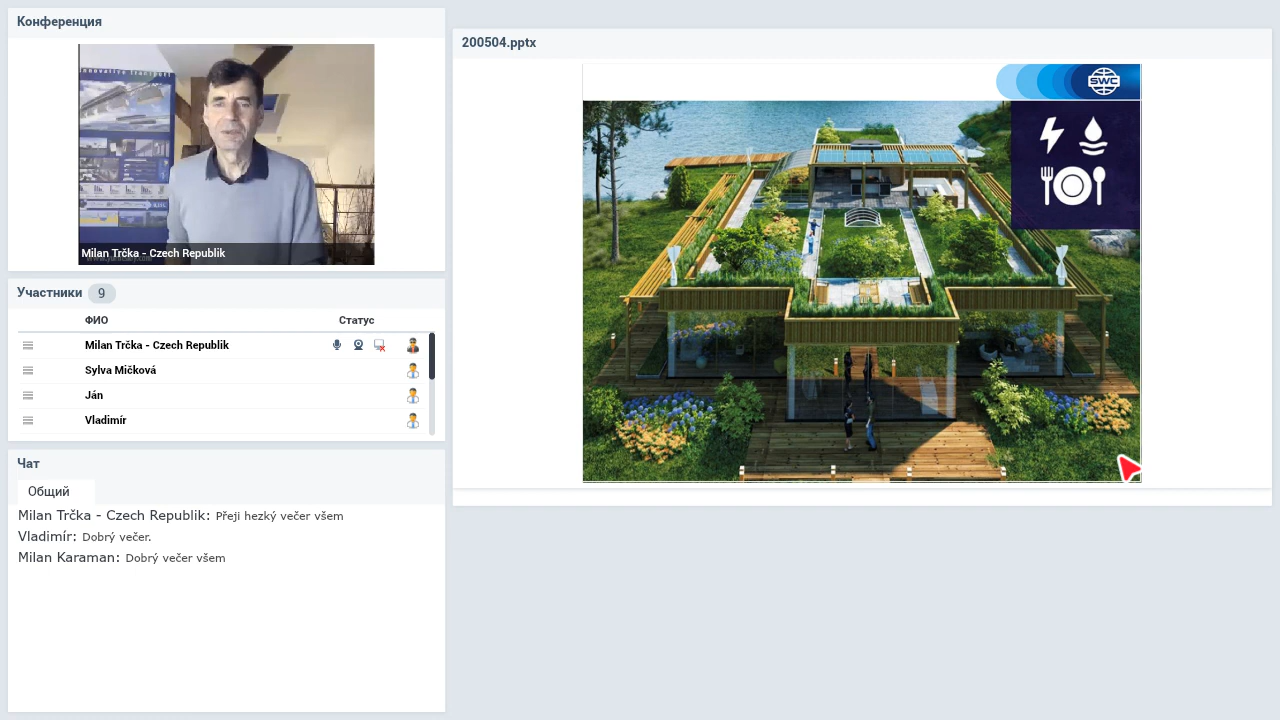 Конференция
Innovative Transport
Milan Trčka - Czech Republik
Участники 9
ФИО Статус
Milan Trčka - Czech Republik
Sylva Mičková
Ján
Vladimír
Чат
Общий
Milan Trčka - Czech Republik: Přeji hezký večer všem
Vladimír: Dobrý večer.
Milan Karaman: Dobrý večer všem
200504.pptx
SWC